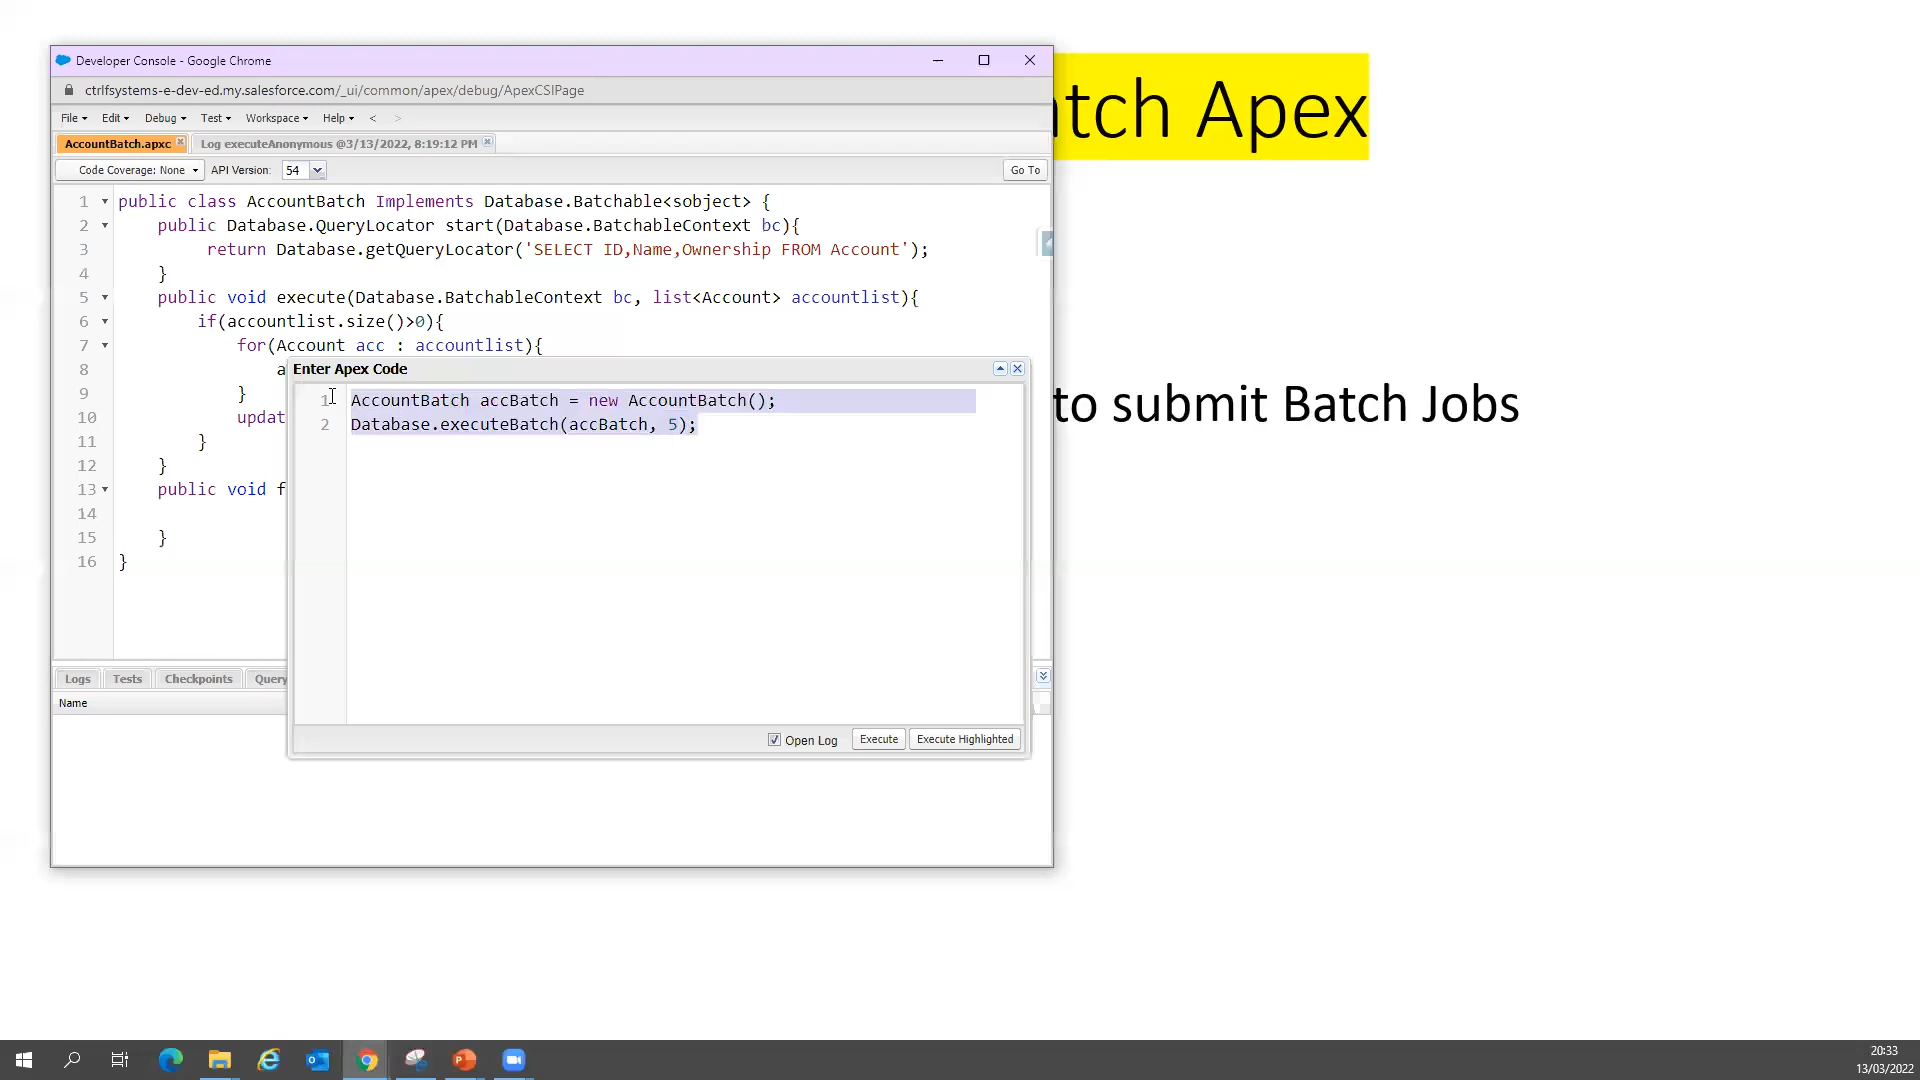 Developer Console - Google Chrome
ctrlfsystems-e-dev-ed.my.salesforce.com/_ui/common/apex/debug/ApexCSIPage
File Edit Debug Test Workspace Help < >
AccountBatch.apxc Log executeAnonymous @3/13/2022, 8:19:12 PM
Code Coverage: None API Version: 54 Go To
1 public class AccountBatch Implements Database.Batchable<sobject> {
2 public Database.QueryLocator start(Database.BatchableContext bc){
3 return Database.getQueryLocator('SELECT ID,Name,Ownership FROM Account');
4 }
5 public void execute(Database.BatchableContext bc, list<Account> accountlist){
6 if(accountlist.size()>0){
7 for(Account acc : accountlist){
8 a
9 }
10 updat
11 }
12 }
13 public void f
14
15 }
16 }
Enter Apex Code
1 AccountBatch accBatch = new AccountBatch();
2 Database.executeBatch(accBatch, 5);
Open Log Execute Execute Highlighted
Logs Tests Checkpoints Query
Name
tch Apex
to submit Batch Jobs
20:33
13/03/2022